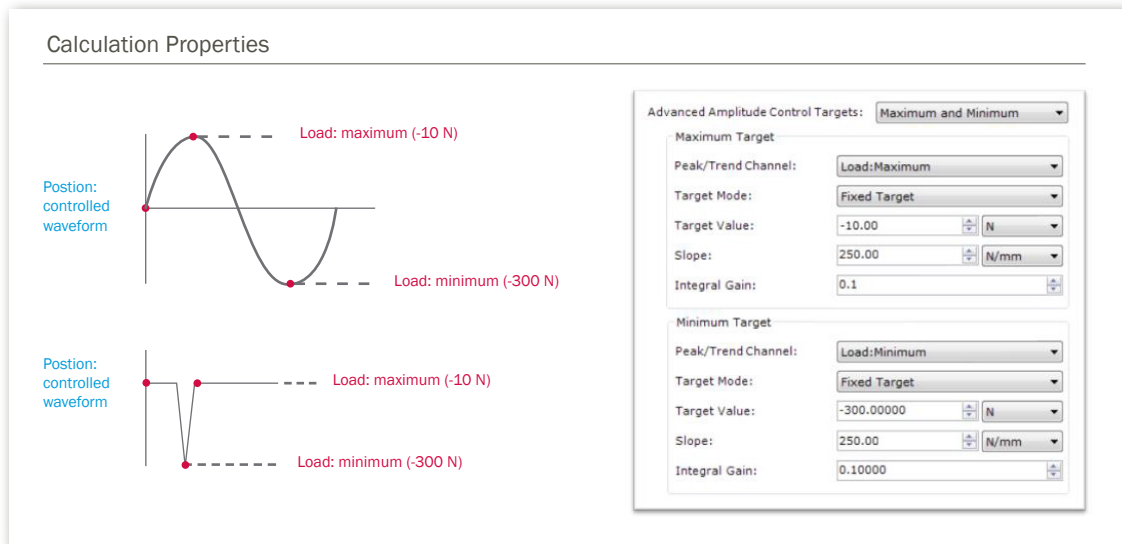 Calculation Properties
Load: maximum (-10 N)
Postion:
controlled
waveform
Load: minimum (-300 N)
Postion:
controlled
waveform
Load: maximum (-10 N)
Load: minimum (-300 N)
Advanced Amplitude Control Targets: Maximum and Minimum
Maximum Target
Peak/Trend Channel: Load:Maximum
Target Mode: Fixed Target
Target Value: -10.00 N
Slope: 250.00 N/mm
Integral Gain: 0.1
Minimum Target
Peak/Trend Channel: Load:Minimum
Target Mode: Fixed Target
Target Value: -300.00000 N
Slope: 250.00 N/mm
Integral Gain: 0.10000